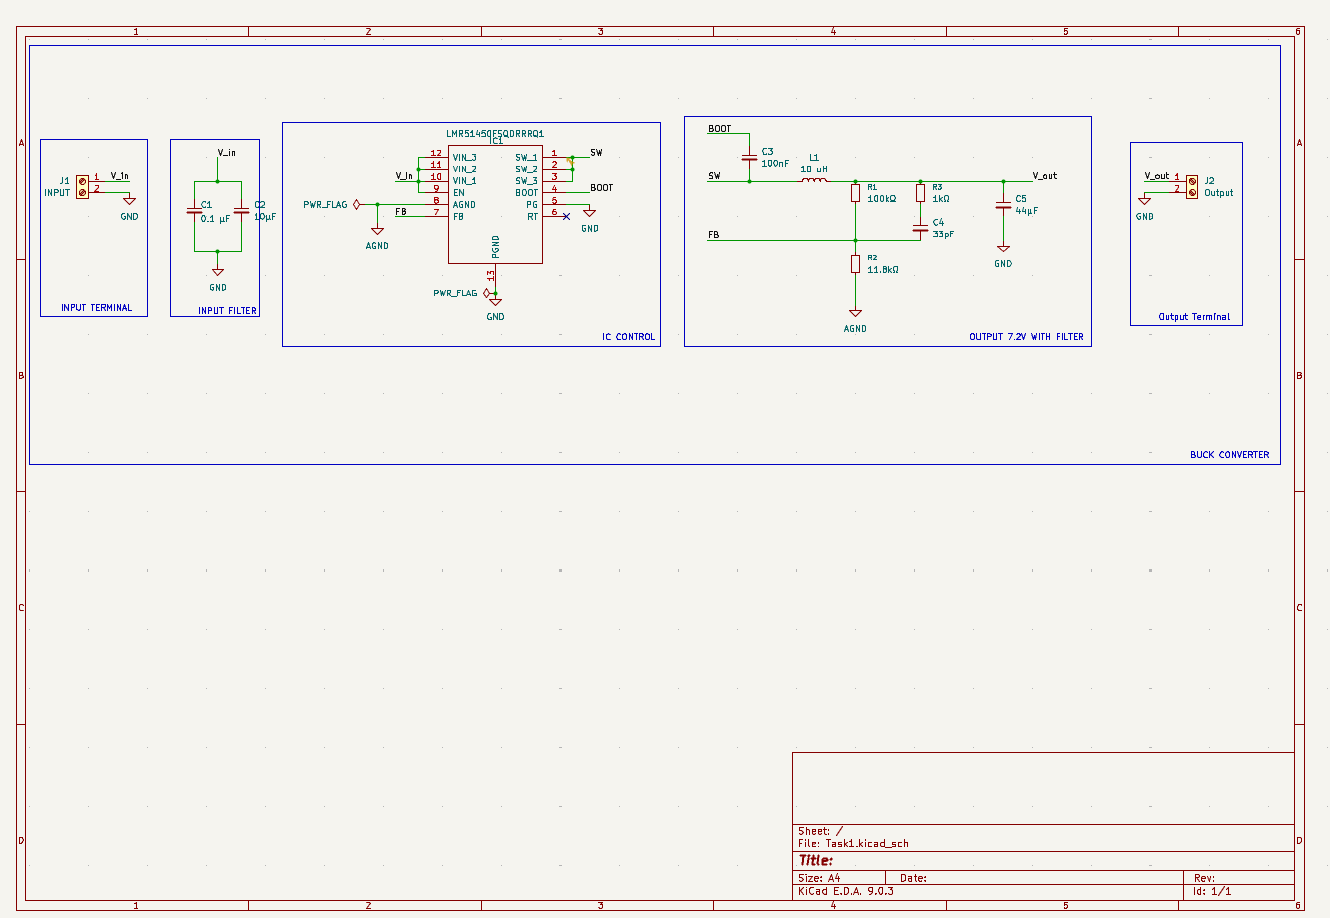 1 2 3 4 5 6
A A
J1
INPUT
1 V_in
2
GND
INPUT TERMINAL
V_in
C1
0.1 µF
C2
10µF
GND
INPUT FILTER
LMR51450FSQDRRRQ1
IC1
12 VIN_3 SW_1 1 SW
11 VIN_2 SW_2 2
V_in 10 VIN_1 SW_3 3
9 EN BOOT 4 BOOT
PWR_FLAG 8 AGND PG 5
FB 7 FB RT 6
GND
AGND
PGND
13
PWR_FLAG
GND
IC CONTROL
BOOT
C3
100nF
L1
10 uH
SW
V_out
R1
100kΩ
R3
1kΩ
C4
33pF
C5
44µF
FB
GND
R2
11.8kΩ
AGND
OUTPUT 7.2V WITH FILTER
V_out 1
2
J2
Output
GND
Output Terminal
B B
BUCK CONVERTER
C C
D D
Sheet: /
File: Task1.kicad_sch
Title:
Size: A4 Date: Rev:
KiCad E.D.A. 9.0.3 Id: 1/1
1 2 3 4 5 6